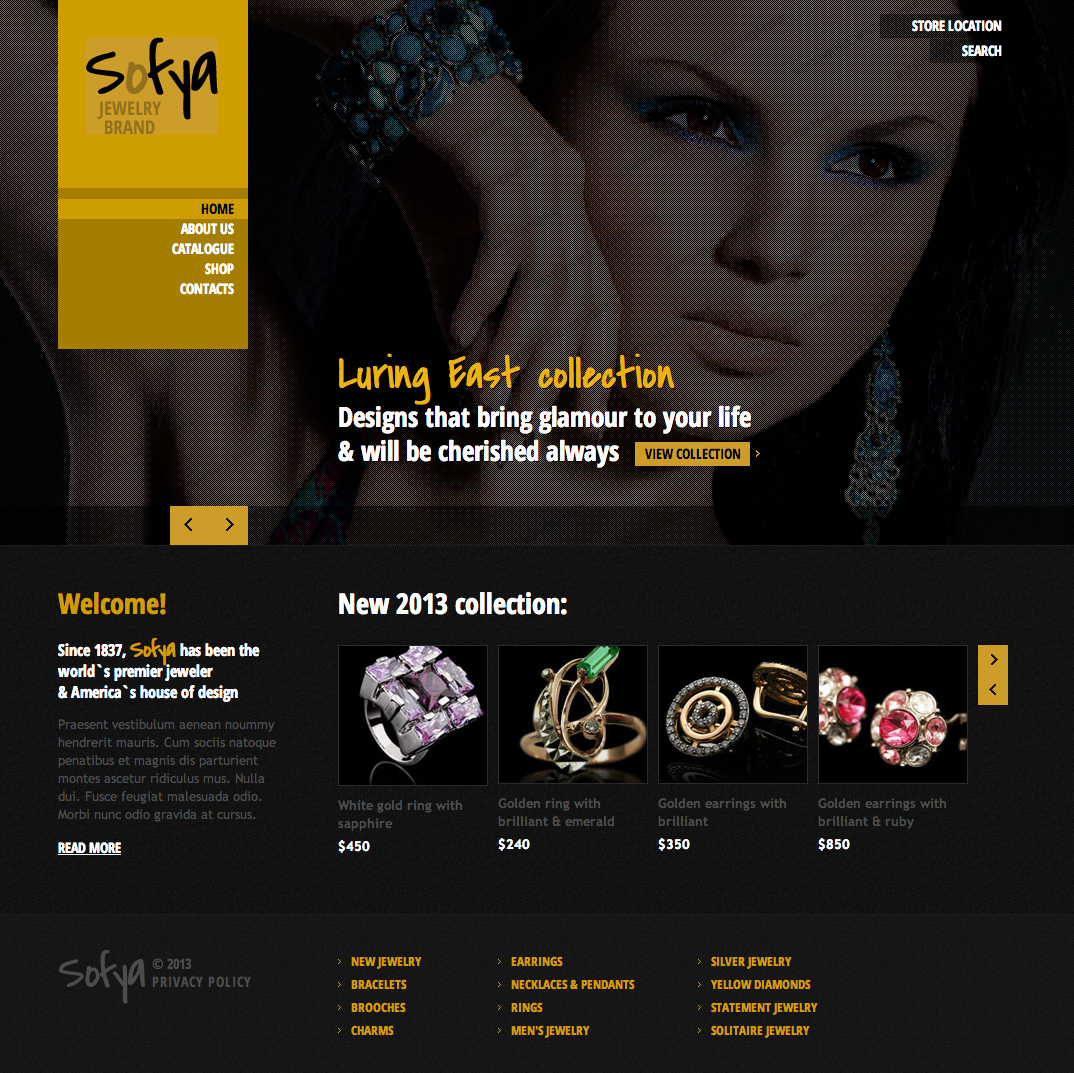 Sofya
JEWELRY
BRAND
STORE LOCATION
SEARCH
HOME
ABOUT US
CATALOGUE
SHOP
CONTACTS
Luring East collection
Designs that bring glamour to your life
& will be cherished always VIEW COLLECTION
Welcome!
Since 1837, Sofya has been the
world`s premier jeweler
& America`s house of design
Praesent vestibulum aenean noummy
hendrerit mauris. Cum sociis natoque
penatibus et magnis dis parturient
montes ascetur ridiculus mus. Nulla
dui. Fusce feugiat malesuada odio.
Morbi nunc odio gravida at cursus.
READ MORE
New 2013 collection:
White gold ring with
sapphire
$450
Golden ring with
brilliant & emerald
$240
Golden earrings with
brilliant
$350
Golden earrings with
brilliant & ruby
$850
Sofya © 2013
PRIVACY POLICY
NEW JEWELRY
BRACELETS
BROOCHES
CHARMS
EARRINGS
NECKLACES & PENDANTS
RINGS
MEN'S JEWELRY
SILVER JEWELRY
YELLOW DIAMONDS
STATEMENT JEWELRY
SOLITAIRE JEWELRY